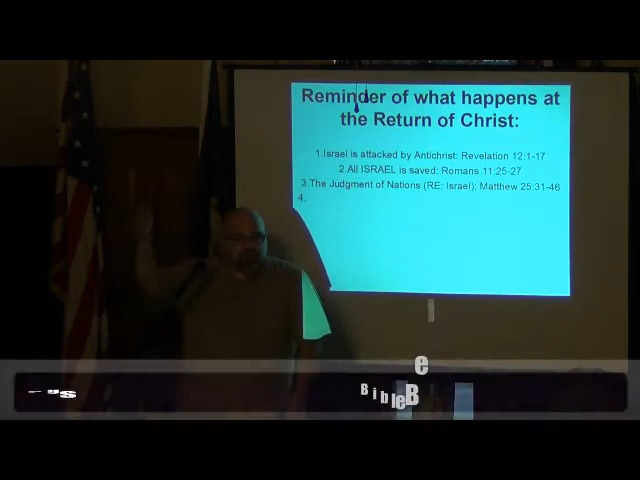 Reminder of what happens at
the Return of Christ:
1.Israel is attacked by Antichrist: Revelation 12:1-17
2.All ISRAEL is saved: Romans 11:25-27
3.The Judgment of Nations (RE: Israel): Matthew 25:31-46
4.
Bible